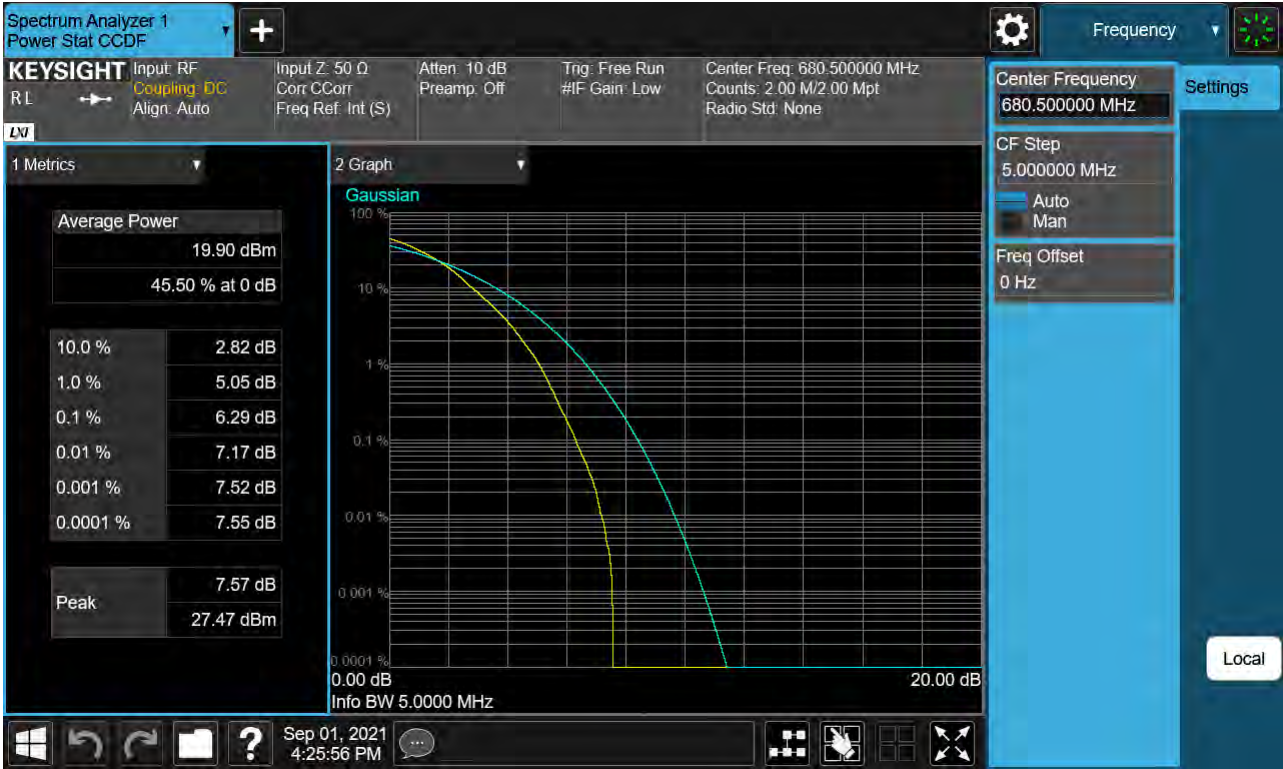 Spectrum Analyzer 1
Power Stat CCDF
+
Frequency
KEYSIGHT
R L
LXI
Input: RF
Coupling: DC
Align: Auto
Input Z: 50 Ω
Corr CCorr
Freq Ref: Int (S)
Atten: 10 dB
Preamp: Off
Trig: Free Run
#IF Gain: Low
Center Freq: 680.500000 MHz
Counts: 2.00 M/2.00 Mpt
Radio Std: None
Center Frequency
680.500000 MHz
Settings
CF Step
5.000000 MHz
Auto
Man
Freq Offset
0 Hz
1 Metrics
Average Power
19.90 dBm
45.50 % at 0 dB
10.0 % 2.82 dB
1.0 % 5.05 dB
0.1 % 6.29 dB
0.01 % 7.17 dB
0.001 % 7.52 dB
0.0001 % 7.55 dB
Peak
7.57 dB
27.47 dBm
2 Graph
Gaussian
100 %
10 %
1 %
0.1 %
0.01 %
0.001 %
0.0001 %
0.00 dB 20.00 dB
Info BW 5.0000 MHz
Local
?
Sep 01, 2021
4:25:56 PM